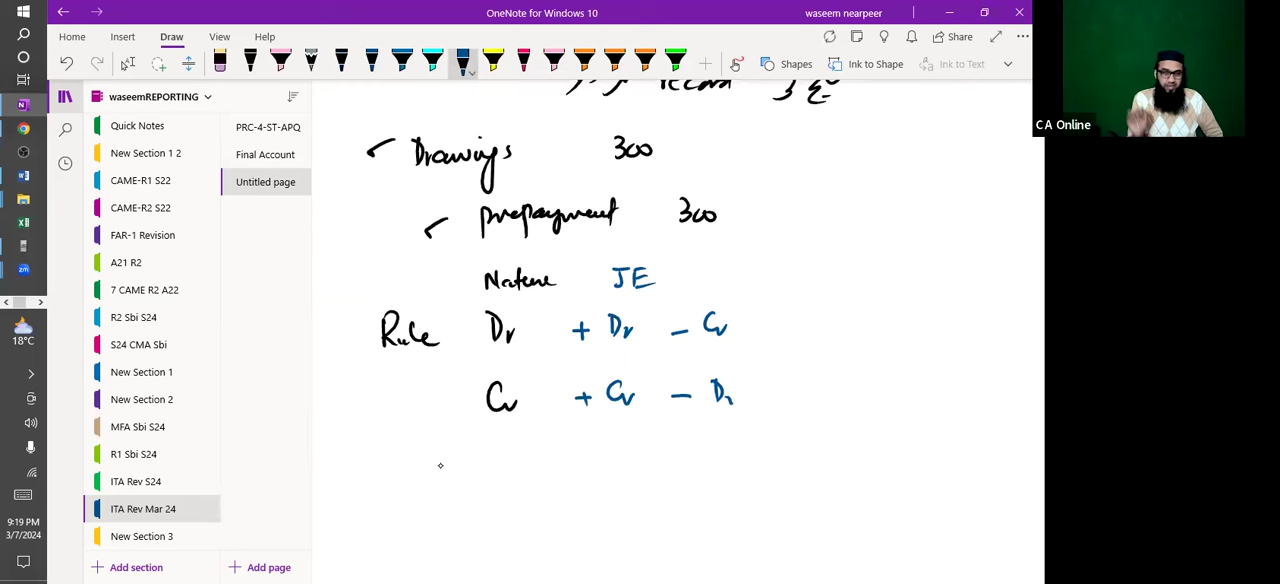 OneNote for Windows 10
waseem nearpeer
Home Insert Draw View Help
Share
Shapes
Ink to Shape
Ink to Text
waseemREPORTING
Quick Notes
New Section 1 2
CAME-R1 S22
CAME-R2 S22
FAR-1 Revision
A21 R2
7 CAME R2 A22
R2 Sbi S24
S24 CMA Sbi
New Section 1
New Section 2
MFA Sbi S24
R1 Sbi S24
ITA Rev S24
ITA Rev Mar 24
New Section 3
Add section
PRC-4-ST-APQ
Final Account
Untitled page
Add page
record
Drawings 300
prepayment 300
Nature JE
Rule Dr + Dr - Cr
Cr + Cr - Dr
CA Online
18°C
9:19 PM
3/7/2024